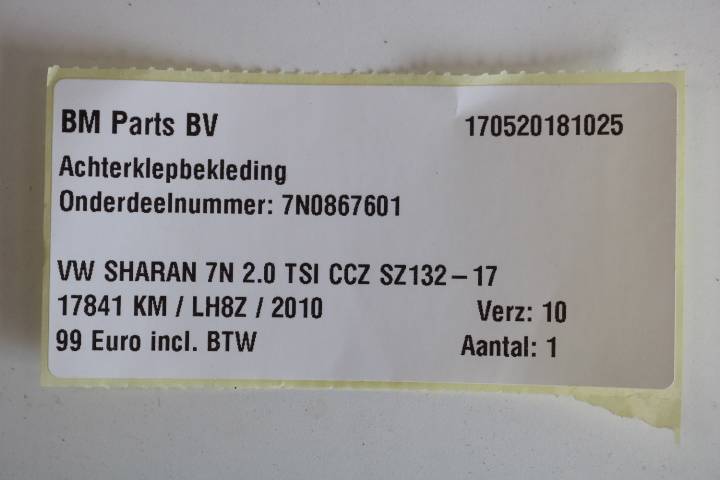 BM Parts BV 170520181025
Achterklepbekleding
Onderdeelnummer: 7N0867601
VW SHARAN 7N 2.0 TSI CCZ SZ132-17
17841 KM / LH8Z / 2010 Verz: 10
99 Euro incl. BTW Aantal: 1